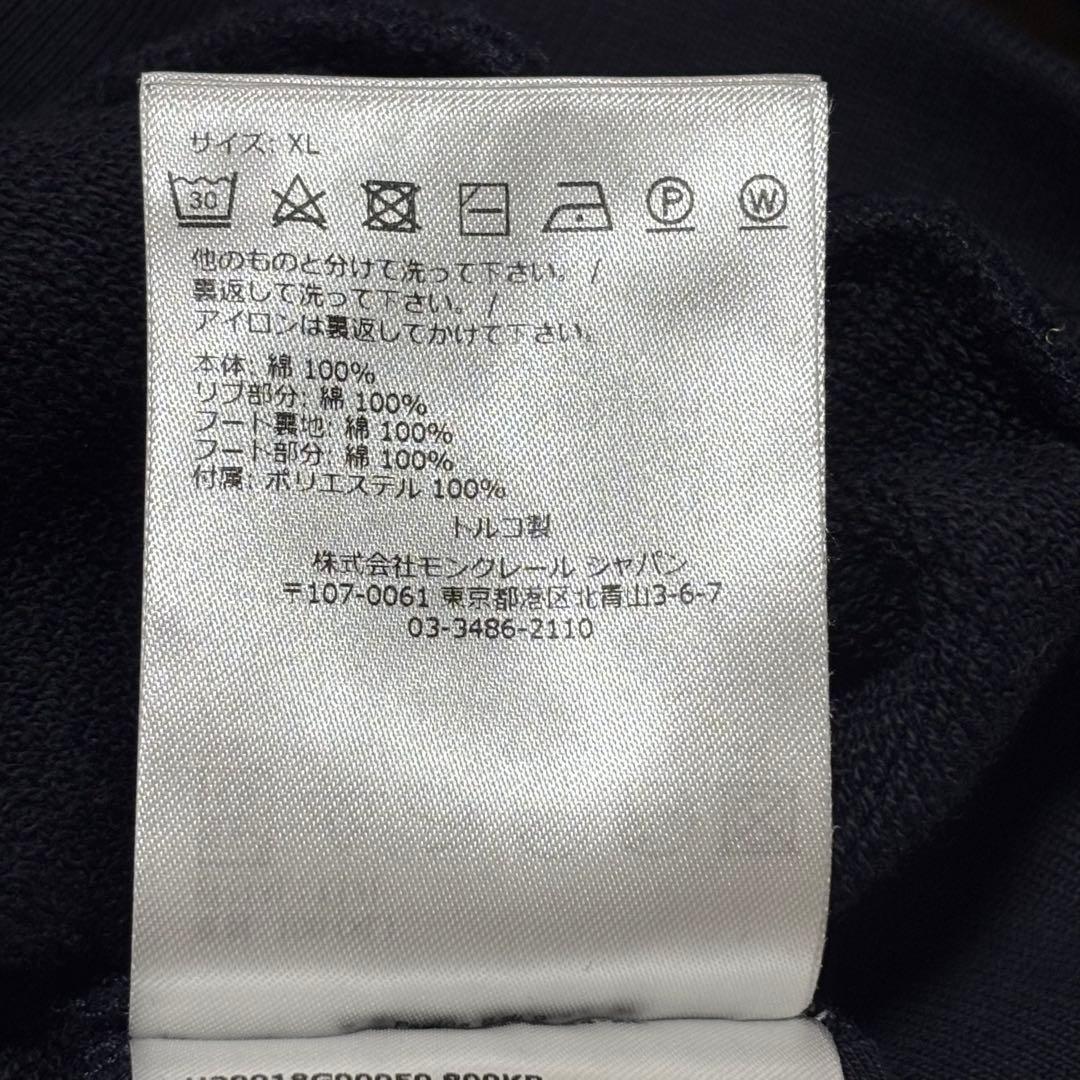 サイズ: XL
30 P W
他のものと分けて洗って下さい。 /
裏返して洗って下さい。 /
アイロンは裏返してかけて下さい。
本体: 綿 100%
リブ部分: 綿 100%
フード裏地: 綿 100%
フード部分: 綿 100%
付属: ポリエステル 100%
トルコ製
株式会社モンクレール ジャパン
〒107-0061 東京都港区北青山3-6-7
03-3486-2110